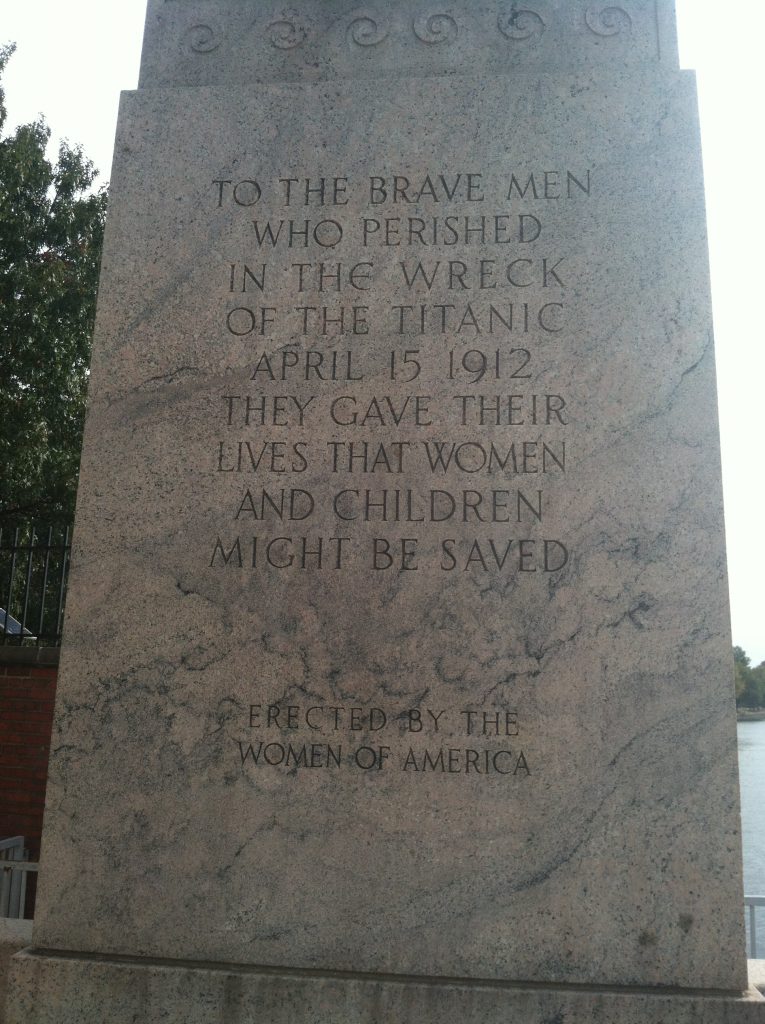 TO THE BRAVE MEN
WHO PERISHED
IN THE WRECK
OF THE TITANIC
APRIL 15 1912
THEY GAVE THEIR
LIVES THAT WOMEN
AND CHILDREN
MIGHT BE SAVED
ERECTED BY THE
WOMEN OF AMERICA